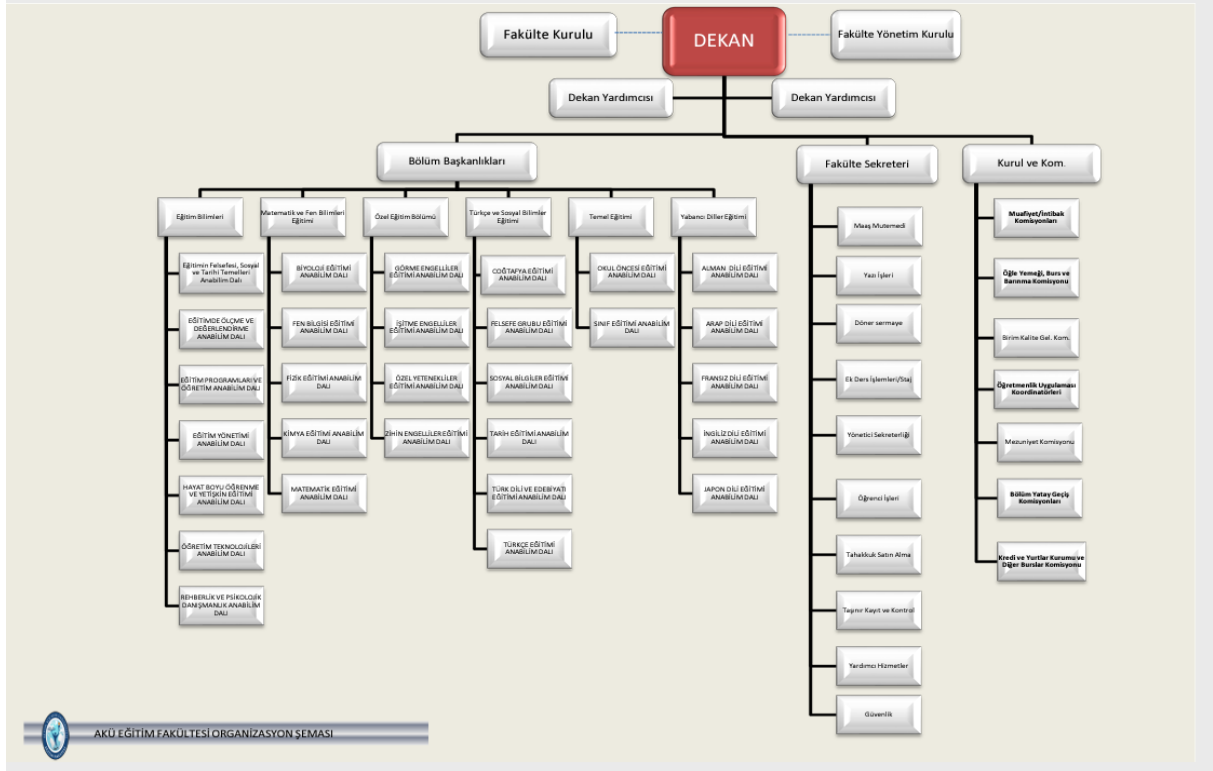 Fakülte Kurulu
DEKAN
Fakülte Yönetim Kurulu
Dekan Yardımcısı
Dekan Yardımcısı
Bölüm Başkanlıkları
Fakülte Sekreteri
Kurul ve Kom.
Eğitim Bilimleri
Matematik ve Fen Bilimleri
Eğitimi
Özel Eğitim Bölümü
Türkçe ve Sosyal Bilimler
Eğitimi
Temel Eğitimi
Yabancı Diller Eğitimi
Eğitimin Felsefesi, Sosyal
ve Tarihi Temelleri
Anabilim Dalı
EĞİTİMDE ÖLÇME VE
DEĞERLENDİRME
ANABİLİM DALI
EĞİTİM PROGRAMLARI VE
ÖĞRETİM ANABİLİM DALI
EĞİTİM YÖNETİMİ
ANABİLİM DALI
HAYAT BOYU ÖĞRENME
VE YETİŞKİN EĞİTİMİ
ANABİLİM DALI
ÖĞRETİM TEKNOLOJİLERİ
ANABİLİM DALI
REHBERLİK VE PSİKOLOJİK
DANIŞMANLIK ANABİLİM
DALI
BİYOLOJİ EĞİTİMİ
ANABİLİM DALI
FEN BİLGİSİ EĞİTİMİ
ANABİLİM DALI
FİZİK EĞİTİMİ ANABİLİM
DALI
KİMYA EĞİTİMİ ANABİLİM
DALI
MATEMATİK EĞİTİMİ
ANABİLİM DALI
GÖRME ENGELLİLER
EĞİTİMİ ANABİLİM DALI
İŞİTME ENGELLİLER
EĞİTİMİ ANABİLİM DALI
ÖZEL YETENEKLİLER
EĞİTİMİ ANABİLİM DALI
ZİHİN ENGELLİLER EĞİTİMİ
ANABİLİM DALI
COĞTAFYA EĞİTİMİ
ANABİLİM DALI
FELSEFE GRUBU EĞİTİMİ
ANABİLİM DALI
SOSYAL BİLGİLER EĞİTİMİ
ANABİLİM DALI
TARİH EĞİTİMİ ANABİLİM
DALI
TÜRK DİLİ VE EDEBİYATI
EĞİTİMİ ANABİLİM DALI
TÜRKÇE EĞİTİMİ
ANABİLİM DALI
OKUL ÖNCESİ EĞİTİMİ
ANABİLİM DALI
SINIF EĞİTİMİ ANABİLİM
DALI
ALMAN DİLİ EĞİTİMİ
ANABİLİM DALI
ARAP DİLİ EĞİTİMİ
ANABİLİM DALI
FRANSIZ DİLİ EĞİTİMİ
ANABİLİM DALI
İNGİLİZ DİLİ EĞİTİMİ
ANABİLİM DALI
JAPON DİLİ EĞİTİMİ
ANABİLİM DALI
Maaş Mutemedi
Yazı İşleri
Döner sermaye
Ek Ders İşlemleri/Staj
Yönetici Sekreterliği
Öğrenci İşleri
Tahakkuk Satın Alma
Taşınır Kayıt ve Kontrol
Yardımcı Hizmetler
Güvenlik
Muafiyet/İntibak
Komisyonları
Öğle Yemeği, Burs ve
Barınma Komisyonu
Birim Kalite Gel. Kom.
Öğretmenlik Uygulaması
Koordinatörleri
Mezuniyet Komisyonu
Bölüm Yatay Geçiş
Komisyonları
Kredi ve Yurtlar Kurumu ve
Diğer Burslar Komisyonu
AKÜ EĞİTİM FAKÜLTESİ ORGANİZASYON ŞEMASI